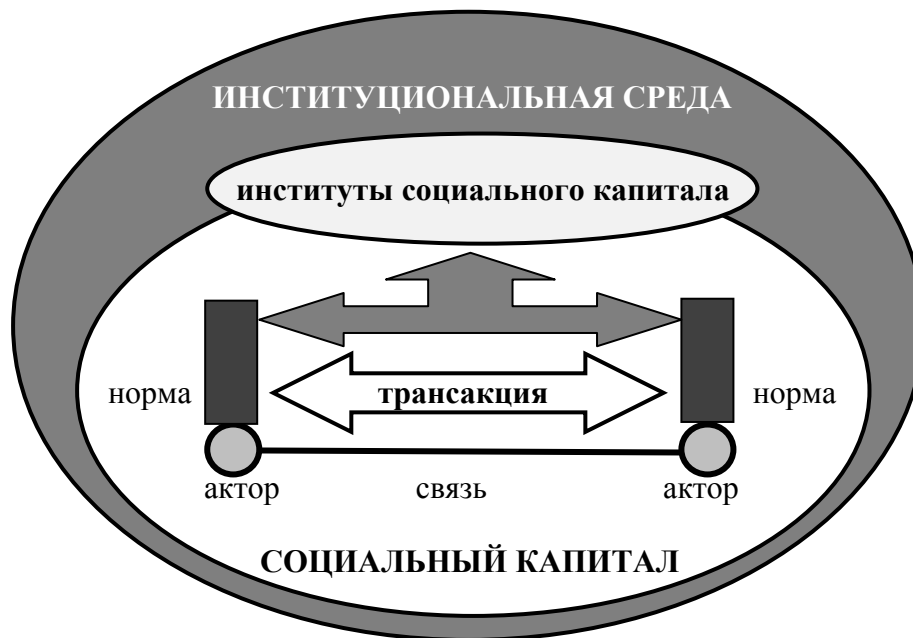 ИНСТИТУЦИОНАЛЬНАЯ СРЕДА
институты социального капитала
норма
трансакция
норма
актор
связь
актор
СОЦИАЛЬНЫЙ КАПИТАЛ